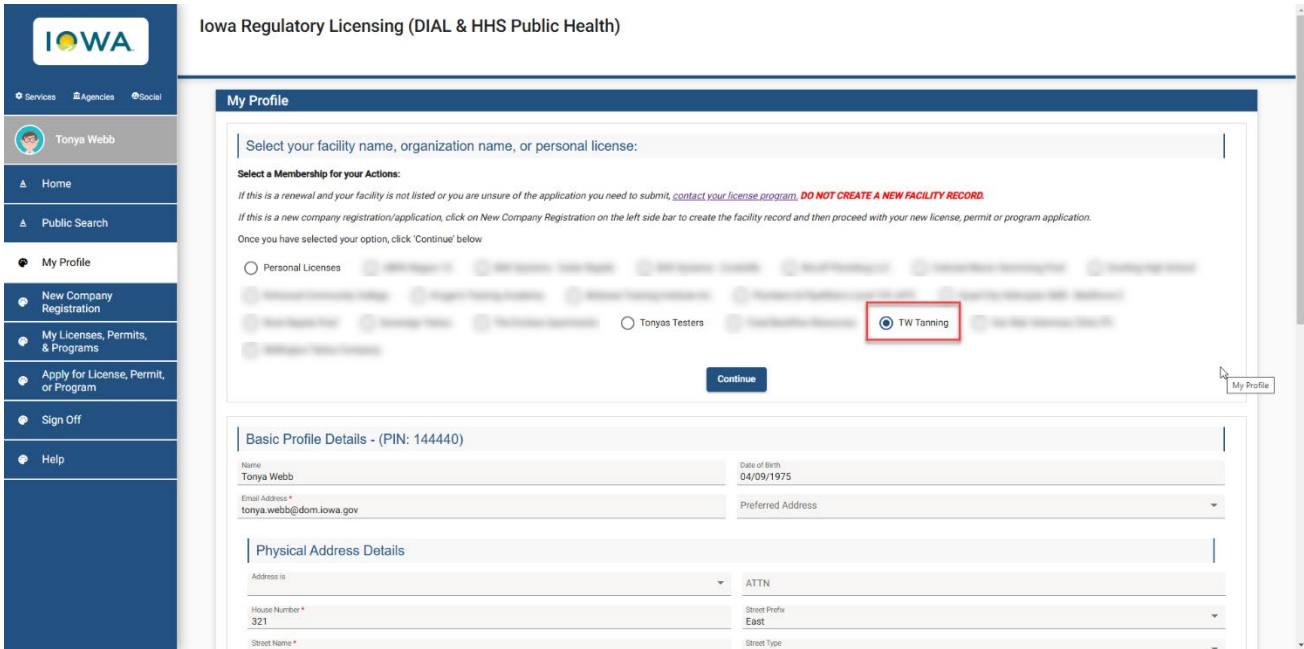 IOWA
Iowa Regulatory Licensing (DIAL & HHS Public Health)
Services Agencies Social
Tonya Webb
Home
Public Search
My Profile
New Company
Registration
My Licenses, Permits,
& Programs
Apply for License, Permit,
or Program
Sign Off
Help
My Profile
Select your facility name, organization name, or personal license:
Select a Membership for your Actions:
If this is a renewal and your facility is not listed or you are unsure of the application you need to submit, contact your license program. DO NOT CREATE A NEW FACILITY RECORD.
If this is a new company registration/application, click on New Company Registration on the left side bar to create the facility record and then proceed with your new license, permit or program application.
Once you have selected your option, click 'Continue' below
Personal Licenses
Tonyas Testers
TW Tanning
Continue
My Profile
Basic Profile Details - (PIN: 144440)
Name
Tonya Webb
Date of Birth
04/09/1975
Email Address *
tonya.webb@dom.iowa.gov
Preferred Address
Physical Address Details
Address is
ATTN
House Number *
321
Street Prefix
East
Street Name *
Street Type